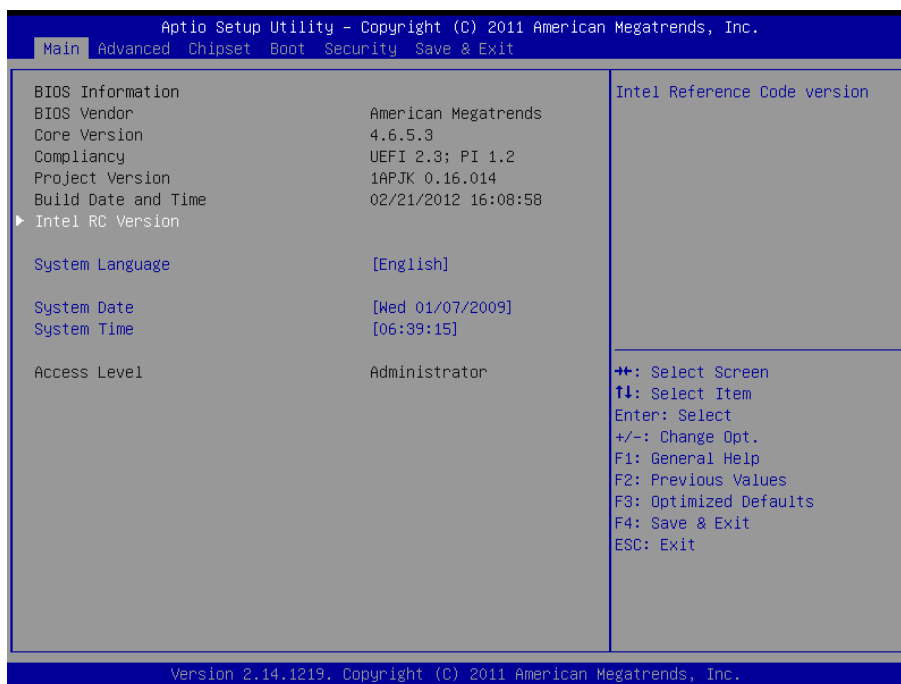 Aptio Setup Utility – Copyright (C) 2011 American Megatrends, Inc.
Main Advanced Chipset Boot Security Save & Exit
BIOS Information
BIOS Vendor American Megatrends
Core Version 4.6.5.3
Compliancy UEFI 2.3; PI 1.2
Project Version 1APJK 0.16.014
Build Date and Time 02/21/2012 16:08:58
Intel RC Version
System Language [English]
System Date [Wed 01/07/2009]
System Time [06:39:15]
Access Level Administrator
Intel Reference Code version
→←: Select Screen
↑↓: Select Item
Enter: Select
+/-: Change Opt.
F1: General Help
F2: Previous Values
F3: Optimized Defaults
F4: Save & Exit
ESC: Exit
Version 2.14.1219. Copyright (C) 2011 American Megatrends, Inc.